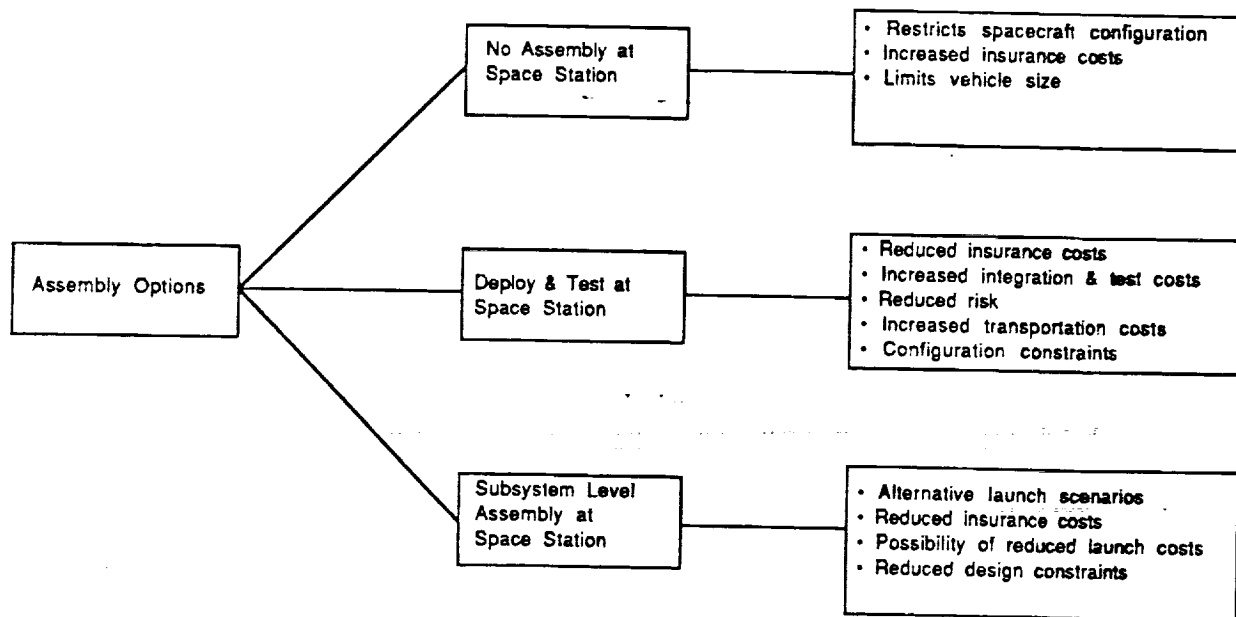 No Assembly at
Space Station
• Restricts spacecraft configuration
• Increased insurance costs
• Limits vehicle size
Assembly Options
Deploy & Test at
Space Station
• Reduced insurance costs
• Increased integration & test costs
• Reduced risk
• Increased transportation costs
• Configuration constraints
Subsystem Level
Assembly at
Space Station
• Alternative launch scenarios
• Reduced insurance costs
• Possibility of reduced launch costs
• Reduced design constraints